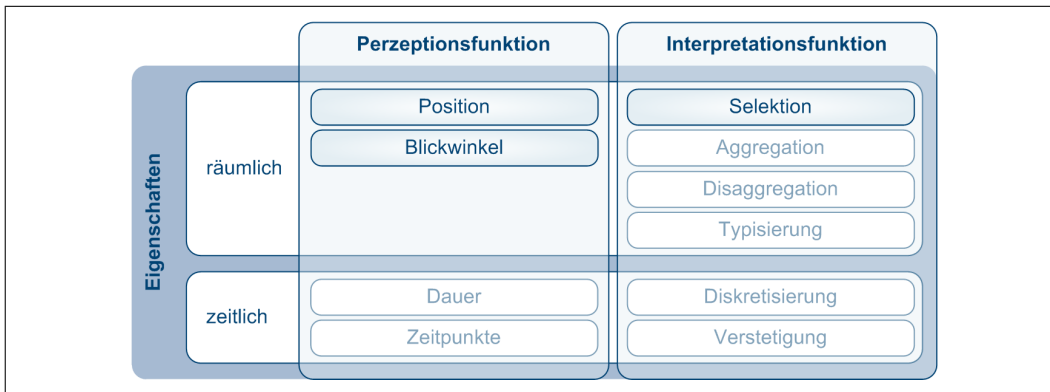 Perzeptionsfunktion
Interpretationsfunktion
Eigenschaften
räumlich
Position
Blickwinkel
Selektion
Aggregation
Disaggregation
Typisierung
zeitlich
Dauer
Zeitpunkte
Diskretisierung
Verstetigung